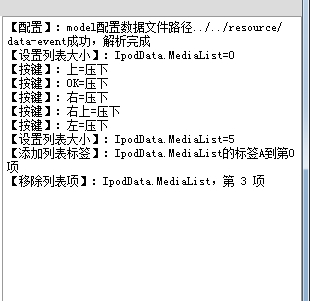 【配置】: model配置数据文件路径../../resource/
data-event成功，解析完成
【设置列表大小】: IpodData.MediaList=0
【按键】: 上=压下
【按键】: OK=压下
【按键】: 右=压下
【按键】: 右上=压下
【按键】: 左=压下
【设置列表大小】: IpodData.MediaList=5
【添加列表标签】: IpodData.MediaList的标签A到第0
项
【移除列表项】: IpodData.MediaList，第 3 项